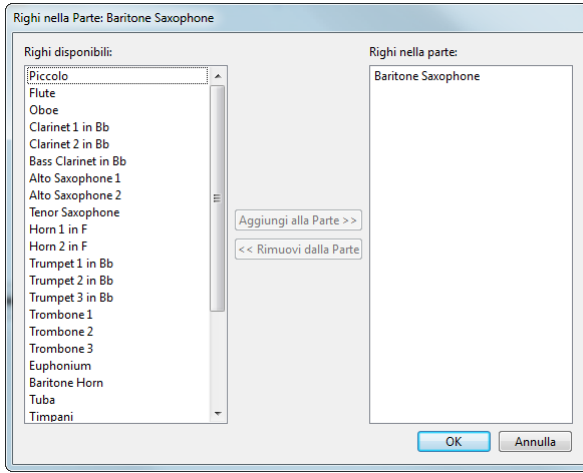 Righi nella Parte: Baritone Saxophone
Righi disponibili:
Piccolo
Flute
Oboe
Clarinet 1 in Bb
Clarinet 2 in Bb
Bass Clarinet in Bb
Alto Saxophone 1
Alto Saxophone 2
Tenor Saxophone
Horn 1 in F
Horn 2 in F
Trumpet 1 in Bb
Trumpet 2 in Bb
Trumpet 3 in Bb
Trombone 1
Trombone 2
Trombone 3
Euphonium
Baritone Horn
Tuba
Timpani
Aggiungi alla Parte >>
<< Rimuovi dalla Parte
Righi nella parte:
Baritone Saxophone
OK
Annulla